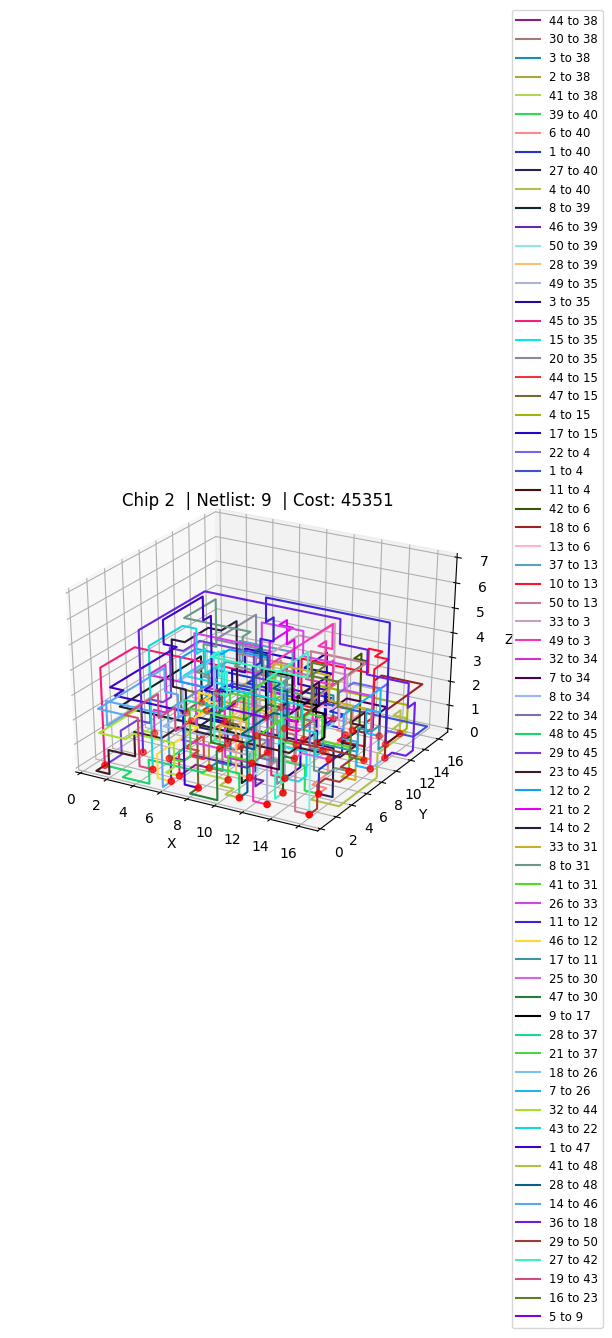 44 to 38
30 to 38
3 to 38
2 to 38
41 to 38
39 to 40
6 to 40
1 to 40
27 to 40
4 to 40
8 to 39
46 to 39
50 to 39
28 to 39
49 to 35
3 to 35
45 to 35
15 to 35
20 to 35
44 to 15
47 to 15
4 to 15
17 to 15
22 to 4
1 to 4
11 to 4
42 to 6
18 to 6
13 to 6
37 to 13
10 to 13
50 to 13
33 to 3
49 to 3
32 to 34
7 to 34
8 to 34
22 to 34
48 to 45
29 to 45
23 to 45
12 to 2
21 to 2
14 to 2
33 to 31
8 to 31
41 to 31
26 to 33
11 to 12
46 to 12
17 to 11
25 to 30
47 to 30
9 to 17
28 to 37
21 to 37
18 to 26
7 to 26
32 to 44
43 to 22
1 to 47
41 to 48
28 to 48
14 to 46
36 to 18
29 to 50
27 to 42
19 to 43
16 to 23
5 to 9
Chip 2 | Netlist: 9 | Cost: 45351
7
6
5
4
Z
3
2
1
0
16
14
12
10
8
6
4
2
0
Y
0
2
4
6
8
10
12
14
16
X